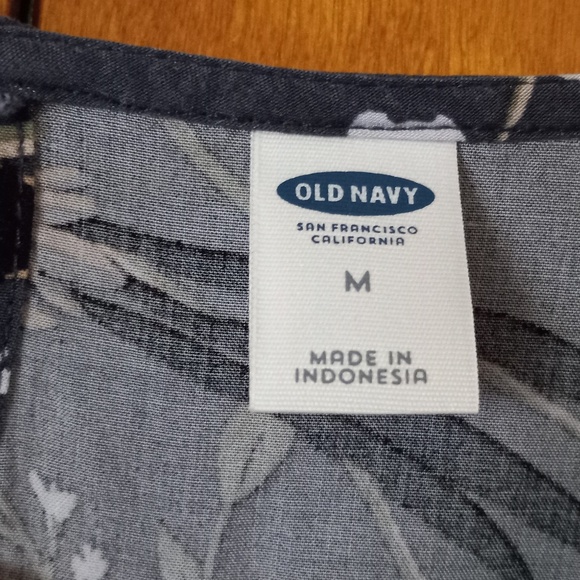 OLD NAVY
SAN FRANCISCO
CALIFORNIA
M
MADE IN
INDONESIA